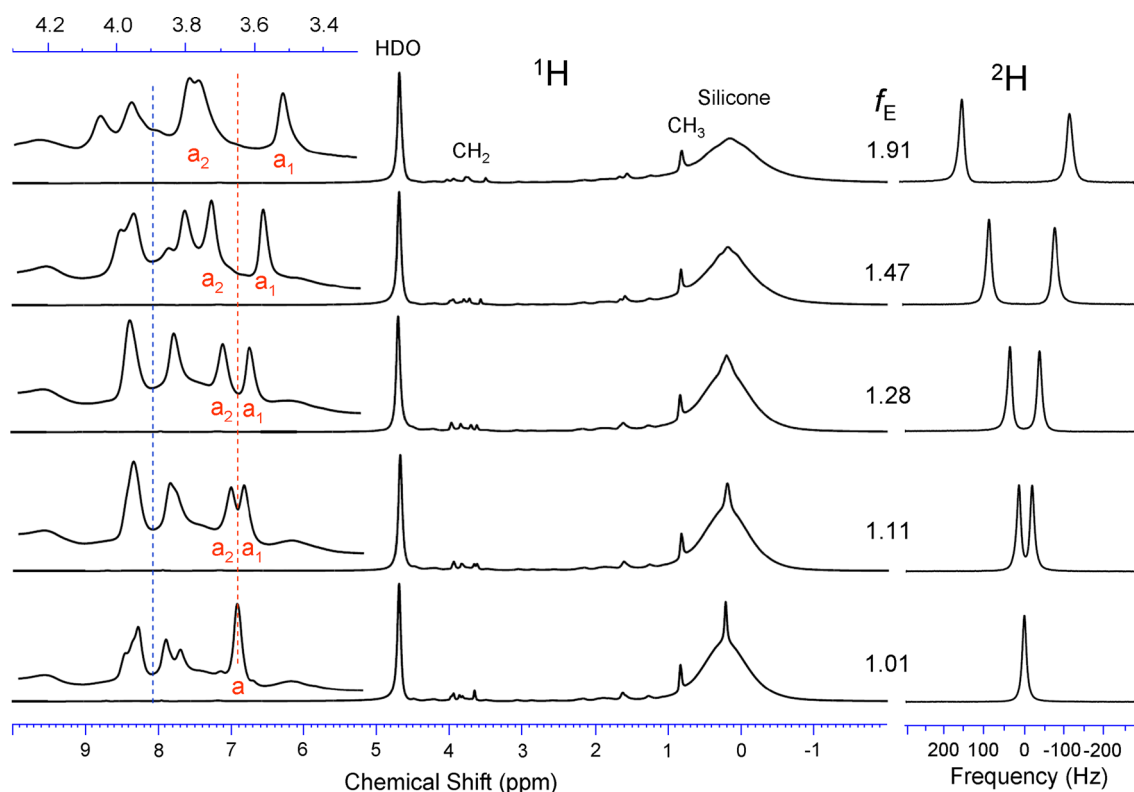 4.2 4.0 3.8 3.6 3.4
HDO
¹H
²H
Silicone
f_E
CH₃
CH₂
1.91
a₂ a₁
1.47
a₂ a₁
1.28
a₂ a₁
1.11
a₂ a₁
1.01
a
9 8 7 6 5 4 3 2 1 0 -1
200 100 0 -100 -200
Chemical Shift (ppm)
Frequency (Hz)